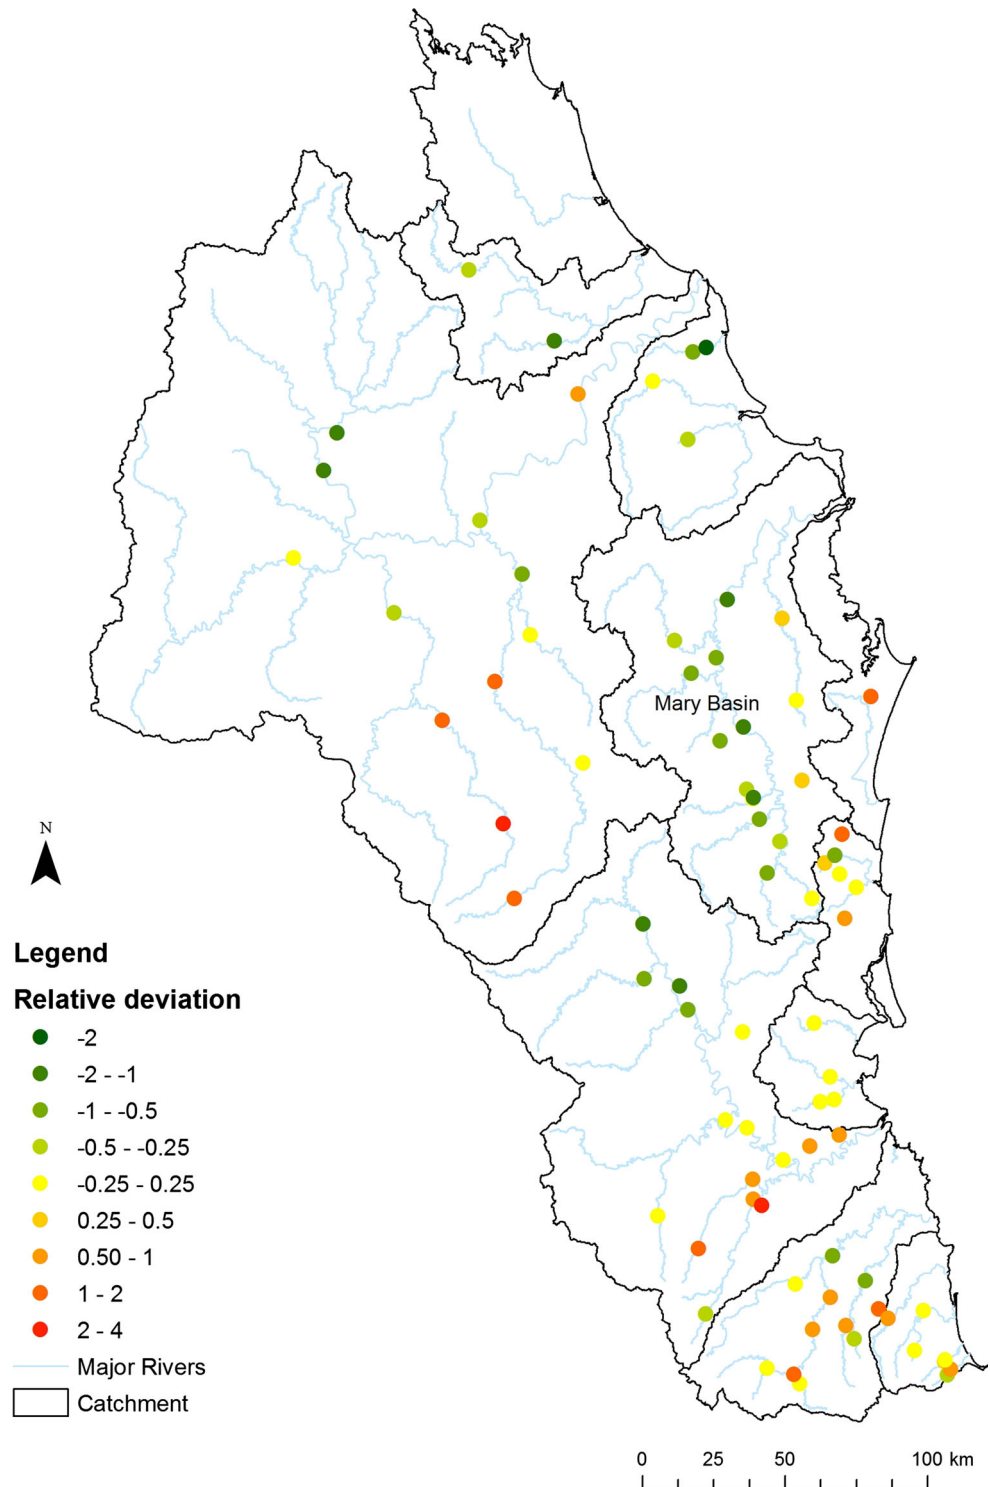 Mary Basin
N
Legend
Relative deviation
-2
-2 - -1
-1 - -0.5
-0.5 - -0.25
-0.25 - 0.25
0.25 - 0.5
0.50 - 1
1 - 2
2 - 4
Major Rivers
Catchment
0 25 50 100 km